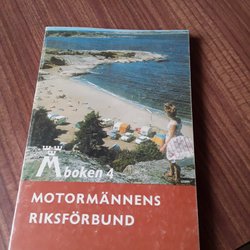 M boken 4
MOTORMÄNNENS
RIKSFÖRBUND